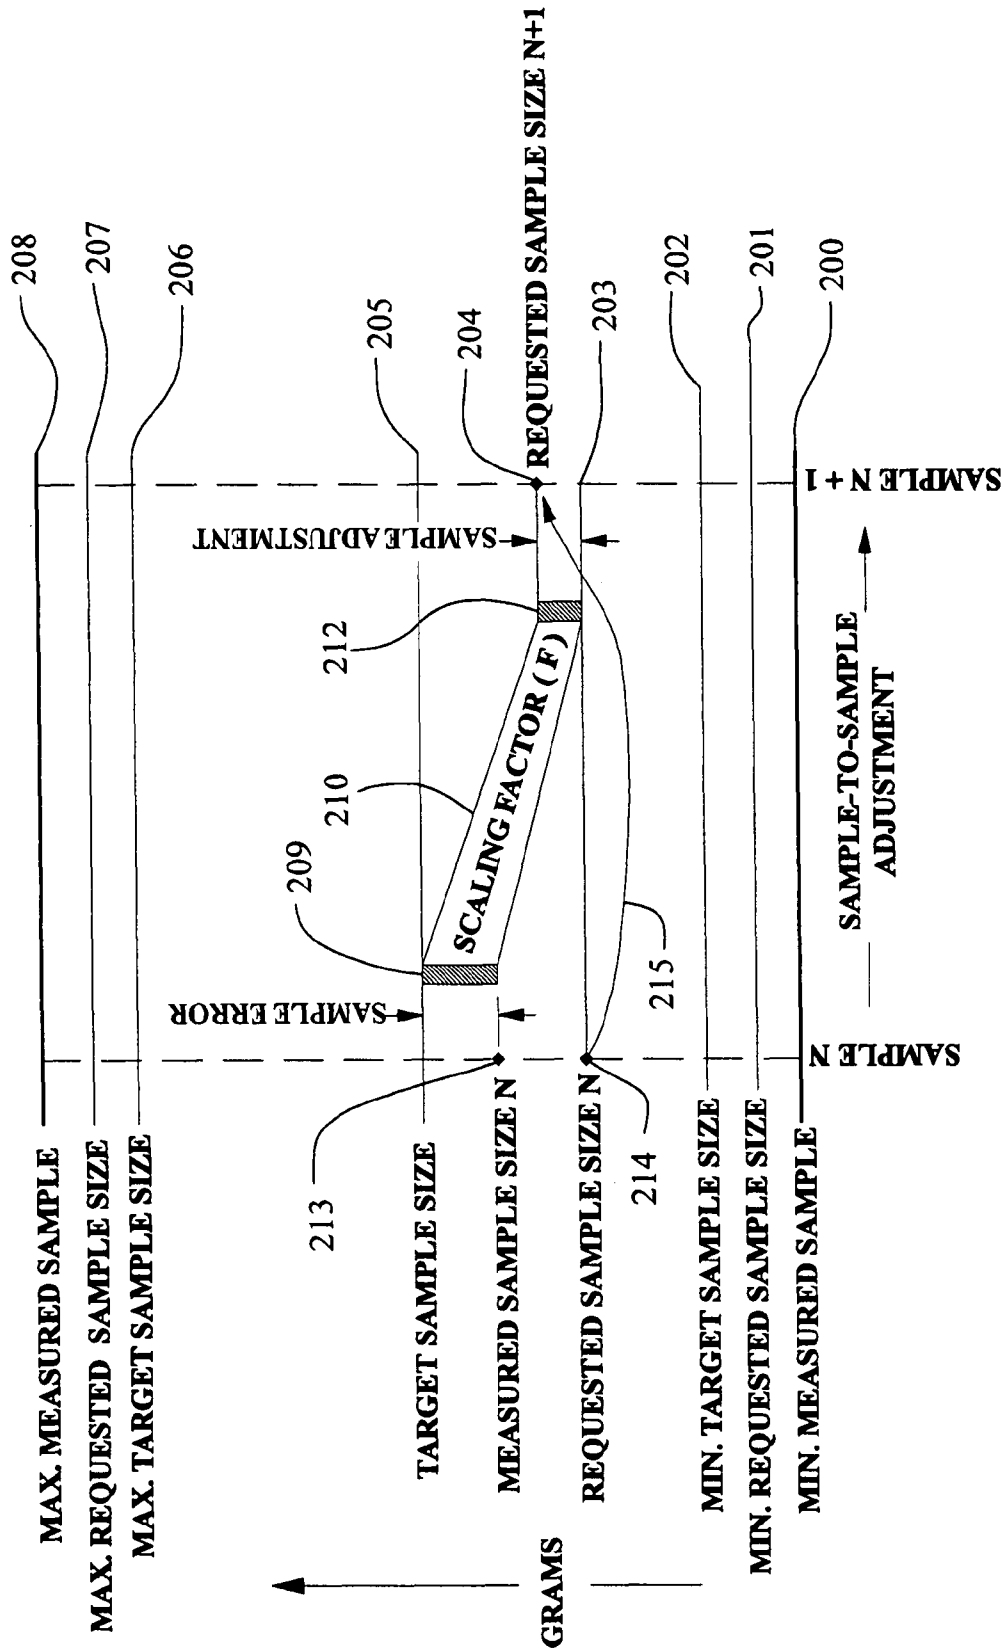 MAX. MEASURED SAMPLE
208
MAX. REQUESTED SAMPLE SIZE
207
MAX. TARGET SAMPLE SIZE
206
SAMPLE ERROR
209
210
212
SAMPLE ADJUSTMENT
TARGET SAMPLE SIZE
205
213
SCALING FACTOR ( F )
204
MEASURED SAMPLE SIZE N
REQUESTED SAMPLE SIZE N+1
REQUESTED SAMPLE SIZE N
203
214
215
GRAMS
MIN. TARGET SAMPLE SIZE
202
MIN. REQUESTED SAMPLE SIZE
201
MIN. MEASURED SAMPLE
200
SAMPLE N
SAMPLE-TO-SAMPLE
ADJUSTMENT
SAMPLE N + 1